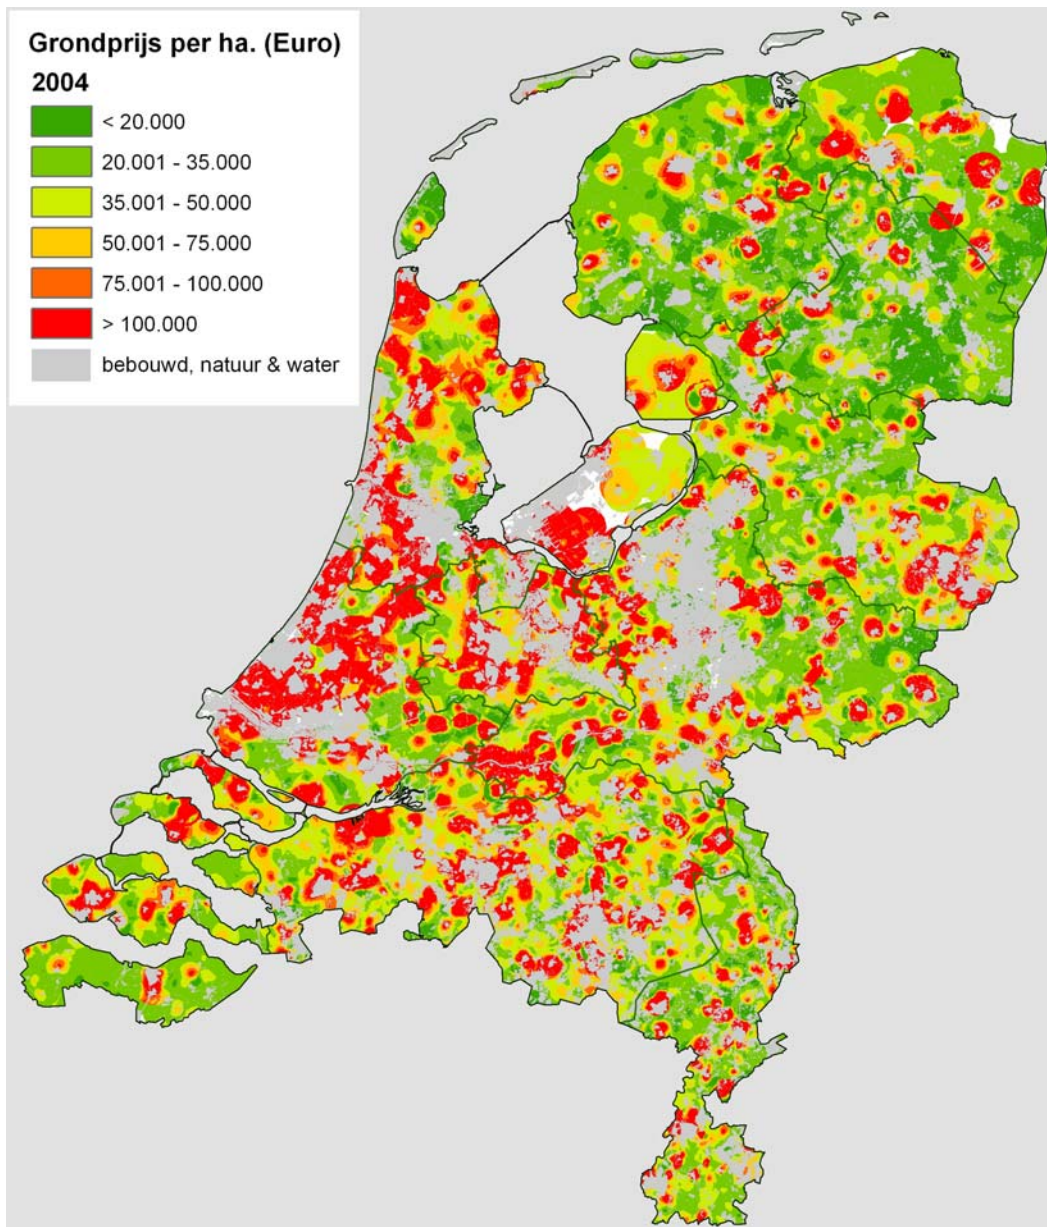 Grondprijs per ha. (Euro)
2004
< 20.000
20.001 - 35.000
35.001 - 50.000
50.001 - 75.000
75.001 - 100.000
> 100.000
bebouwd, natuur & water